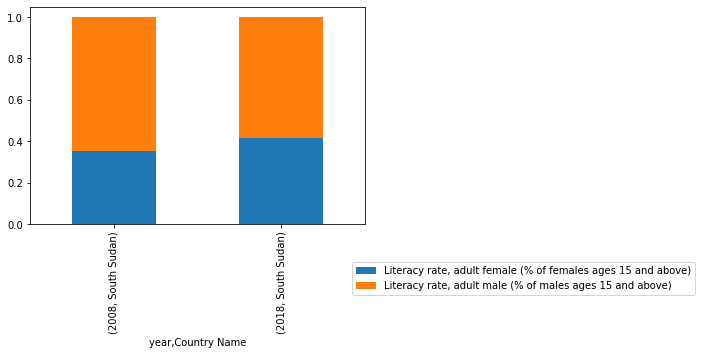 1.0
0.8
0.6
0.4
0.2
0.0
(2008, South Sudan)
(2018, South Sudan)
year,Country Name
Literacy rate, adult female (% of females ages 15 and above)
Literacy rate, adult male (% of males ages 15 and above)